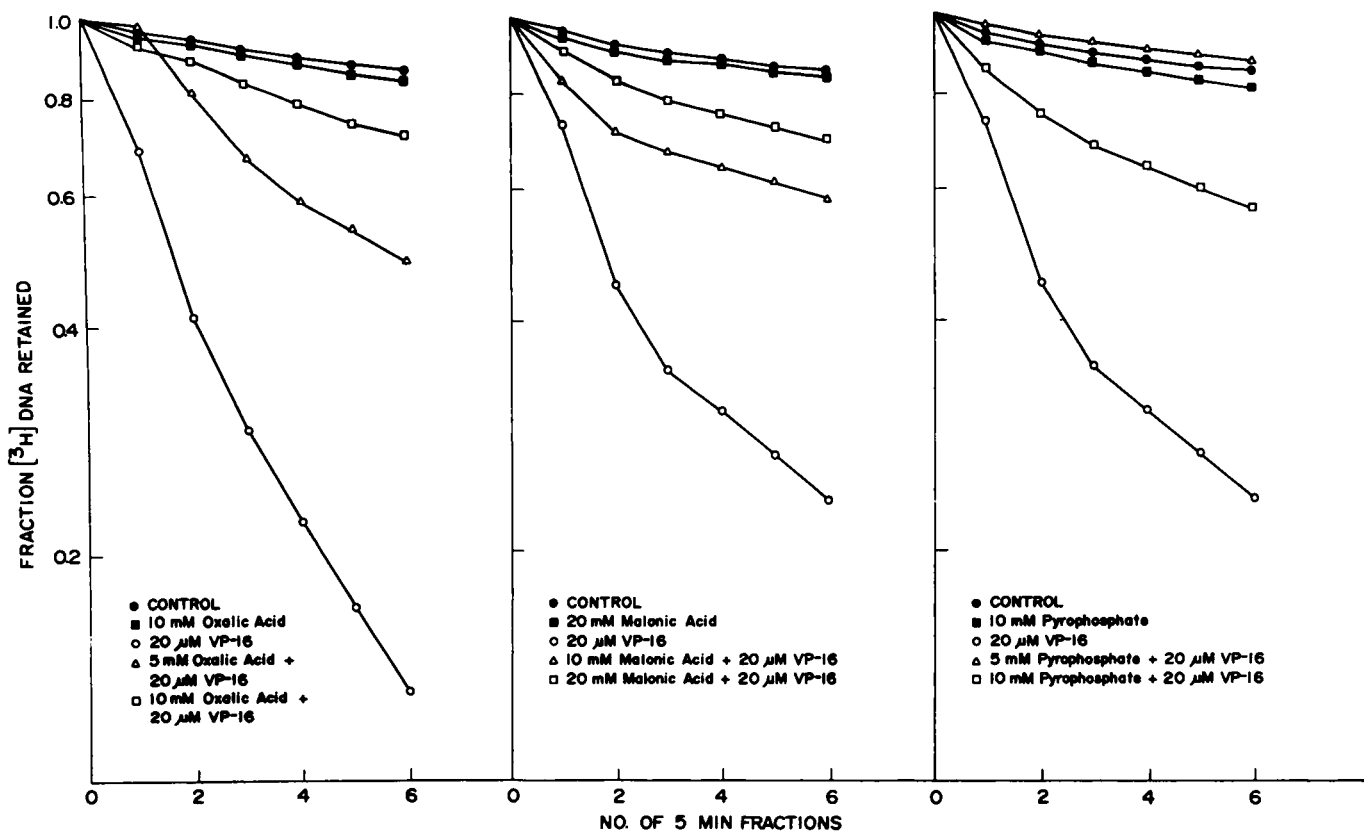 FRACTION [³H] DNA RETAINED
1.0
0.8
0.6
0.4
0.2
● CONTROL
■ 10 mM Oxalic Acid
○ 20 µM VP-16
△ 5 mM Oxalic Acid +
20 µM VP-16
□ 10 mM Oxalic Acid +
20 µM VP-16
0 2 4 6
● CONTROL
■ 20 mM Malonic Acid
○ 20 µM VP-16
△ 10 mM Malonic Acid + 20 µM VP-16
□ 20 mM Malonic Acid + 20 µM VP-16
0 2 4 6
● CONTROL
■ 10 mM Pyrophosphate
○ 20 µM VP-16
△ 5 mM Pyrophosphate + 20 µM VP-16
□ 10 mM Pyrophosphate + 20 µM VP-16
0 2 4 6
NO. OF 5 MIN FRACTIONS